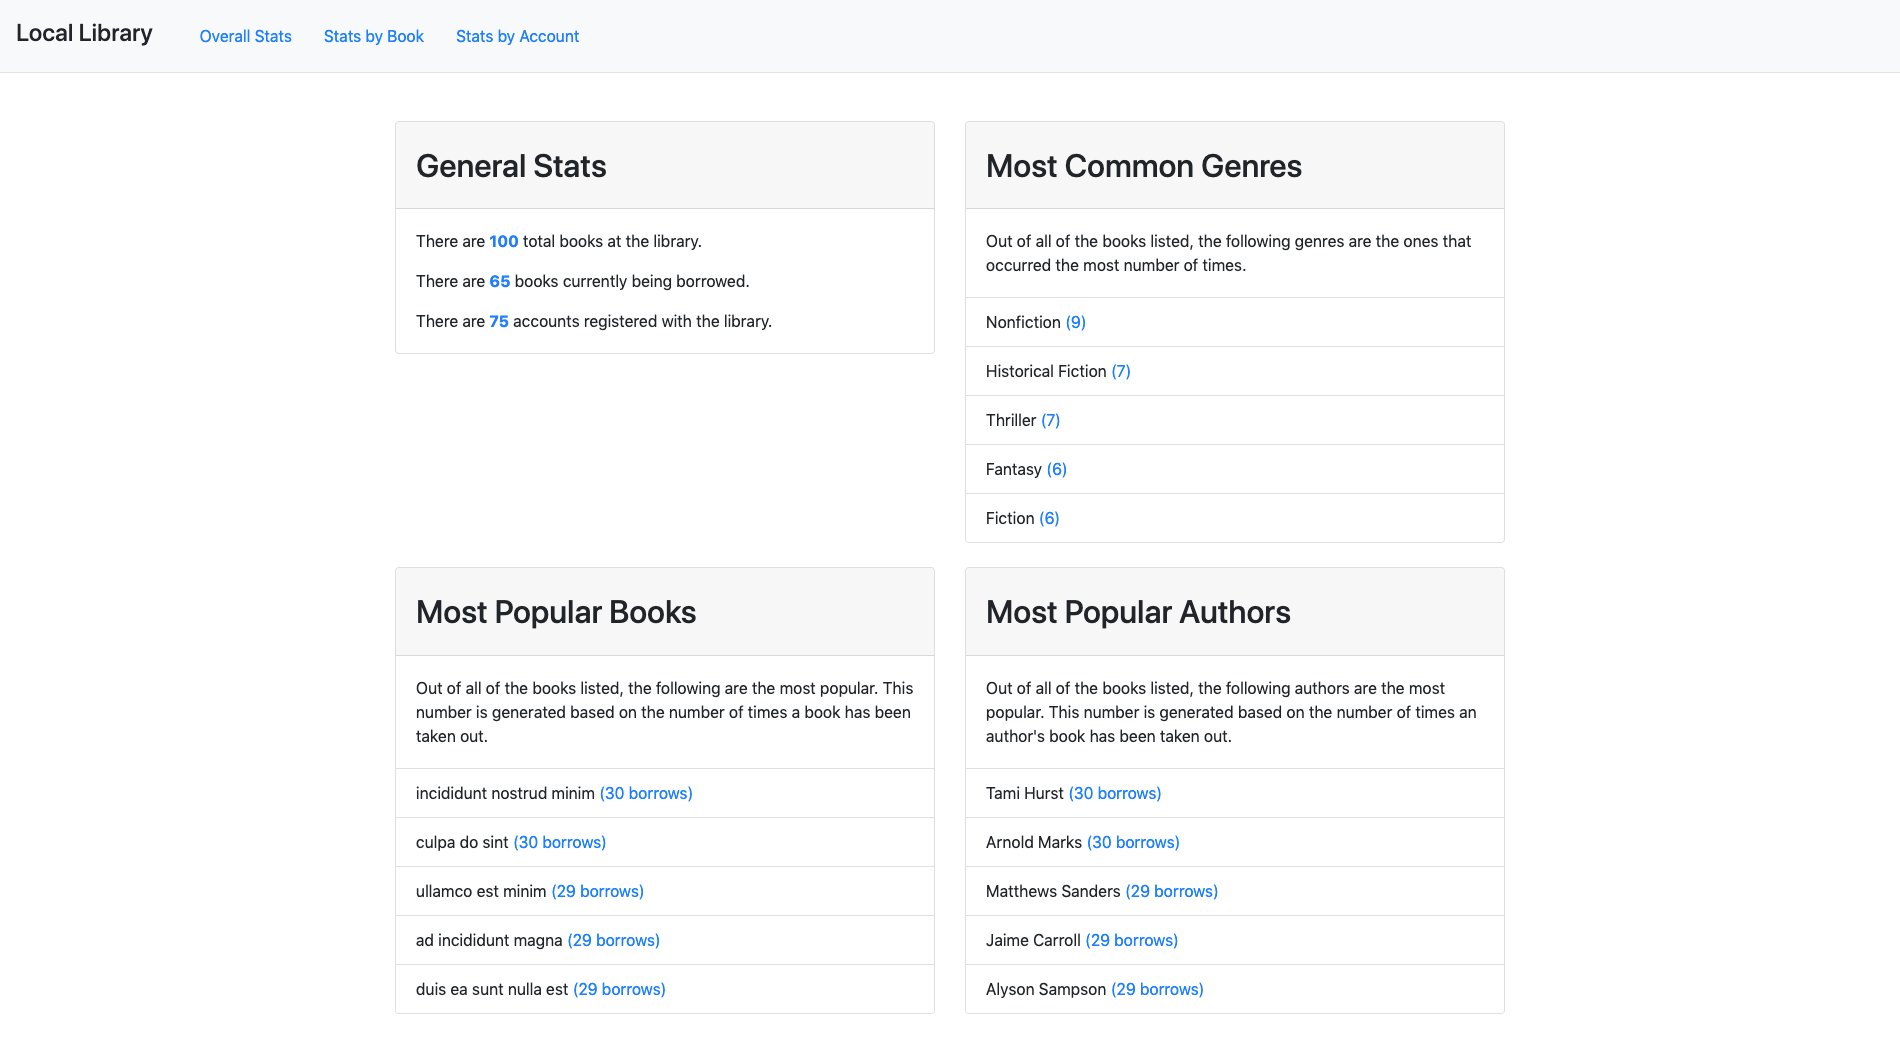 Local Library
Overall Stats
Stats by Book
Stats by Account
General Stats
There are 100 total books at the library.
There are 65 books currently being borrowed.
There are 75 accounts registered with the library.
Most Common Genres
Out of all of the books listed, the following genres are the ones that
occurred the most number of times.
Nonfiction (9)
Historical Fiction (7)
Thriller (7)
Fantasy (6)
Fiction (6)
Most Popular Books
Out of all of the books listed, the following are the most popular. This
number is generated based on the number of times a book has been
taken out.
incididunt nostrud minim (30 borrows)
culpa do sint (30 borrows)
ullamco est minim (29 borrows)
ad incididunt magna (29 borrows)
duis ea sunt nulla est (29 borrows)
Most Popular Authors
Out of all of the books listed, the following authors are the most
popular. This number is generated based on the number of times an
author's book has been taken out.
Tami Hurst (30 borrows)
Arnold Marks (30 borrows)
Matthews Sanders (29 borrows)
Jaime Carroll (29 borrows)
Alyson Sampson (29 borrows)